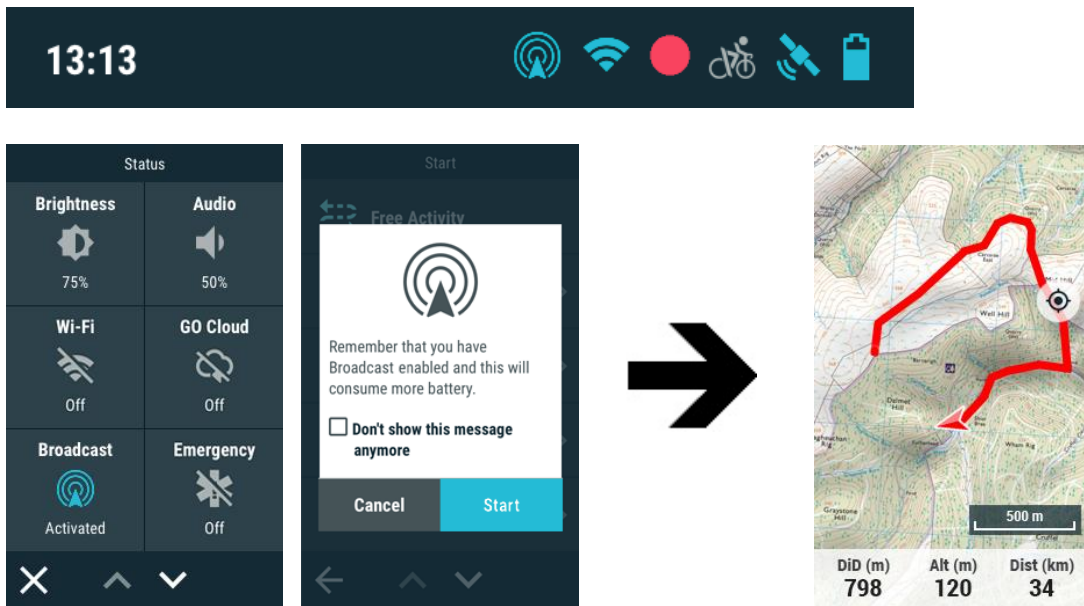 13:13
Status
Brightness
Audio
75%
50%
Wi-Fi
GO Cloud
Off
Off
Broadcast
Emergency
Activated
Off
Start
Free Activity
Remember that you have
Broadcast enabled and this will
consume more battery.
Don't show this message
anymore
Cancel
Start
Well Hill
500 m
DiD (m)
Alt (m)
Dist (km)
798
120
34